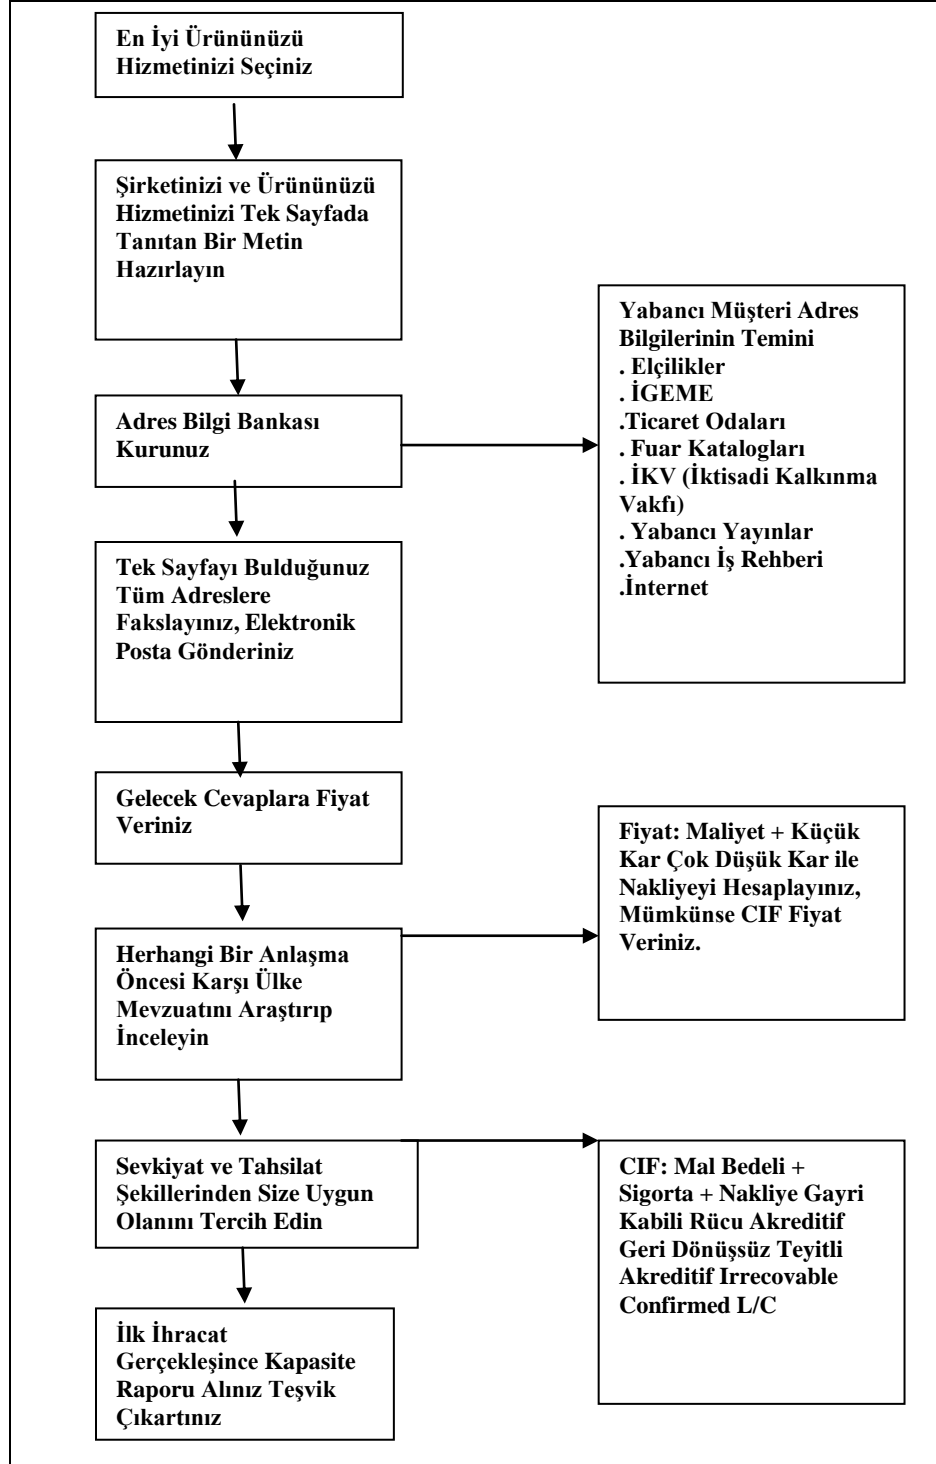 En İyi Ürününüzü
Hizmetinizi Seçiniz
Şirketinizi ve Ürününüzü
Hizmetinizi Tek Sayfada
Tanıtan Bir Metin
Hazırlayın
Adres Bilgi Bankası
Kurunuz
Yabancı Müşteri Adres
Bilgilerinin Temini
. Elçilikler
. İGEME
.Ticaret Odaları
. Fuar Katalogları
. İKV (İktisadi Kalkınma
Vakfı)
. Yabancı Yayınlar
.Yabancı İş Rehberi
.İnternet
Tek Sayfayı Bulduğunuz
Tüm Adreslere
Fakslayınız, Elektronik
Posta Gönderiniz
Gelecek Cevaplara Fiyat
Veriniz
Herhangi Bir Anlaşma
Öncesi Karşı Ülke
Mevzuatını Araştırıp
İnceleyin
Fiyat: Maliyet + Küçük
Kar Çok Düşük Kar ile
Nakliyeyi Hesaplayınız,
Mümkünse CIF Fiyat
Veriniz.
Sevkiyat ve Tahsilat
Şekillerinden Size Uygun
Olanını Tercih Edin
CIF: Mal Bedeli +
Sigorta + Nakliye Gayri
Kabili Rücu Akreditif
Geri Dönüşsüz Teyitli
Akreditif Irrecovable
Confirmed L/C
İlk İhracat
Gerçekleşince Kapasite
Raporu Alınız Teşvik
Çıkartınız